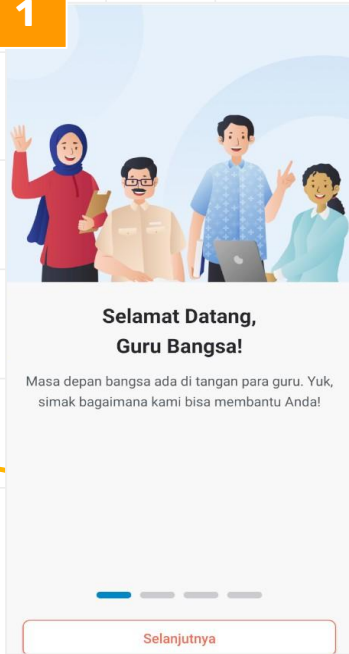 1
Selamat Datang,
Guru Bangsa!
Masa depan bangsa ada di tangan para guru. Yuk,
simak bagaimana kami bisa membantu Anda!
Selanjutnya